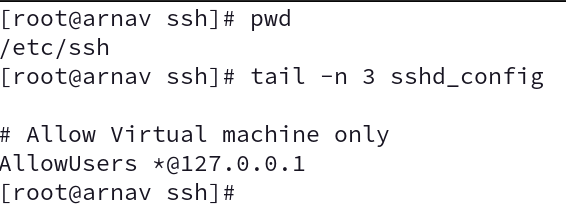 [root@arnav ssh]# pwd
/etc/ssh
[root@arnav ssh]# tail -n 3 sshd_config

# Allow Virtual machine only
AllowUsers *@127.0.0.1
[root@arnav ssh]#